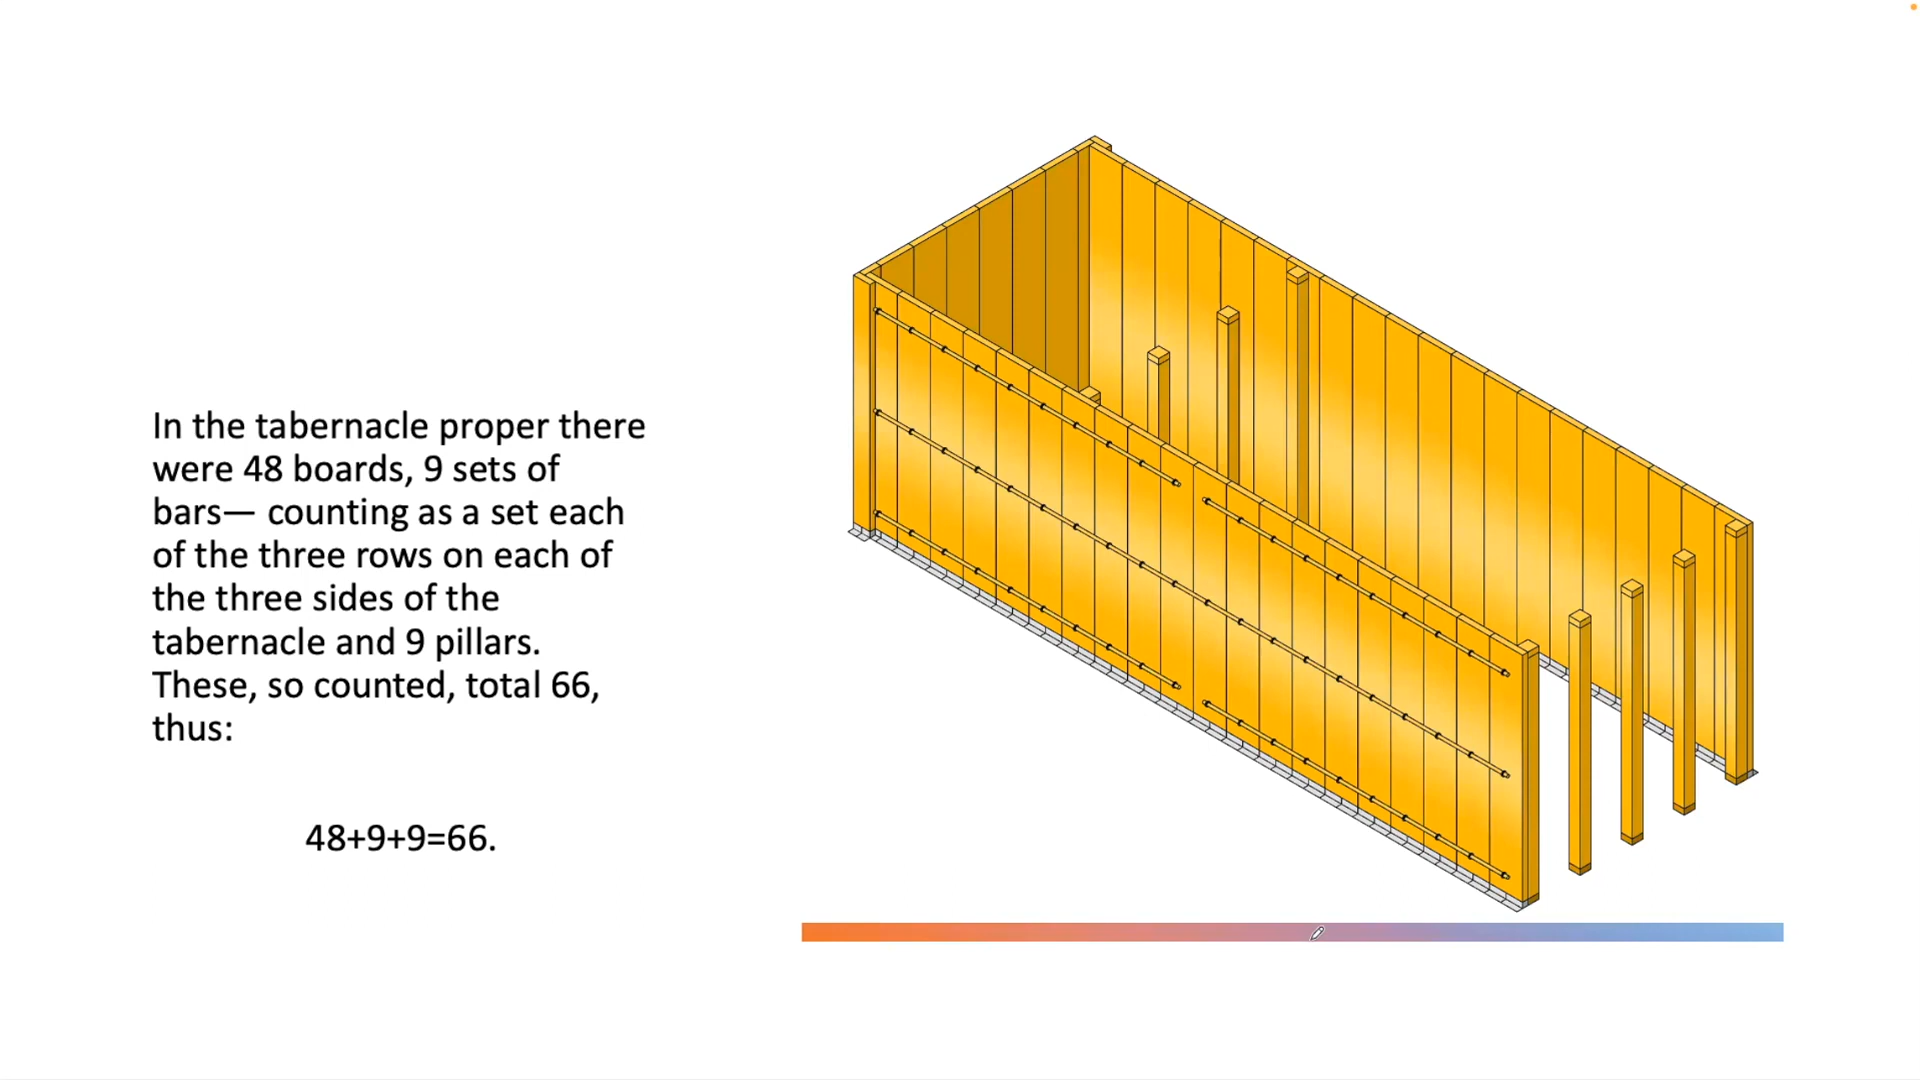 In the tabernacle proper there
were 48 boards, 9 sets of
bars— counting as a set each
of the three rows on each of
the three sides of the
tabernacle and 9 pillars.
These, so counted, total 66,
thus:
48+9+9=66.